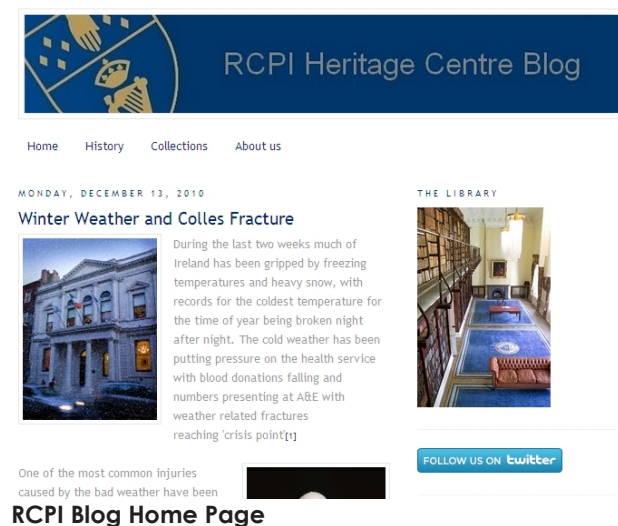 RCPI Heritage Centre Blog
Home History Collections About us
MONDAY, DECEMBER 13, 2010
Winter Weather and Colles Fracture
During the last two weeks much of
Ireland has been gripped by freezing
temperatures and heavy snow, with
records for the coldest temperature for
the time of year being broken night
after night. The cold weather has been
putting pressure on the health service
with blood donations falling and
numbers presenting at A&E with
weather related fractures
reaching 'crisis point'[1]
One of the most common injuries
caused by the bad weather have been
THE LIBRARY
FOLLOW US ON twitter
RCPI Blog Home Page